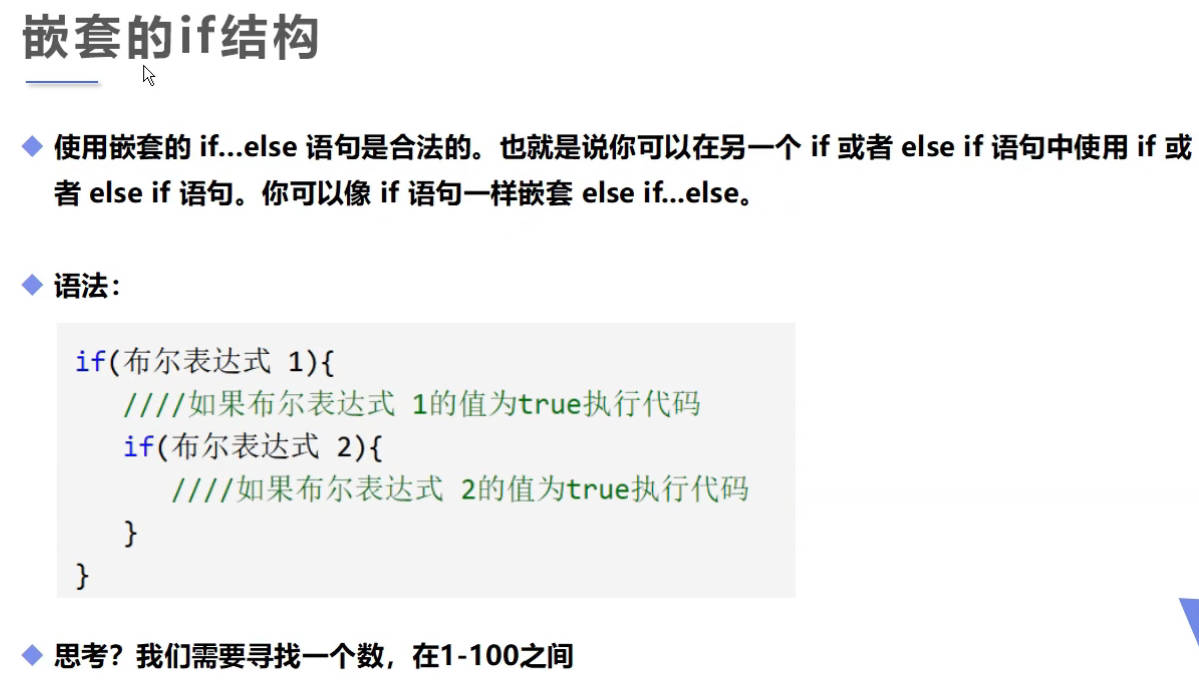 嵌套的if结构
使用嵌套的 if...else 语句是合法的。也就是说你可以在另一个 if 或者 else if 语句中使用 if 或
者 else if 语句。你可以像 if 语句一样嵌套 else if...else。
语法：
if(布尔表达式 1){
////如果布尔表达式 1的值为true执行代码
if(布尔表达式 2){
////如果布尔表达式 2的值为true执行代码
}
}
思考？我们需要寻找一个数，在1-100之间